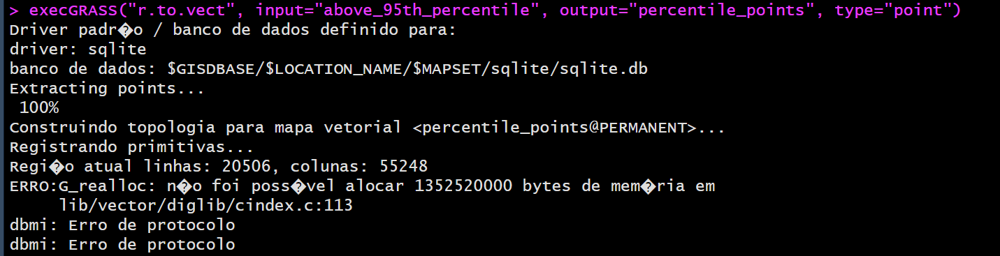 > execGRASS("r.to.vect", input="above_95th_percentile", output="percentile_points", type="point")
Driver padr�o / banco de dados definido para:
driver: sqlite
banco de dados: $GISDBASE/$LOCATION_NAME/$MAPSET/sqlite/sqlite.db
Extracting points...
100%
Construindo topologia para mapa vetorial <percentile_points@PERMANENT>...
Registrando primitivas...
Regi�o atual linhas: 20506, colunas: 55248
ERRO:G_realloc: n�o foi poss�vel alocar 1352520000 bytes de mem�ria em
lib/vector/diglib/cindex.c:113
dbmi: Erro de protocolo
dbmi: Erro de protocolo